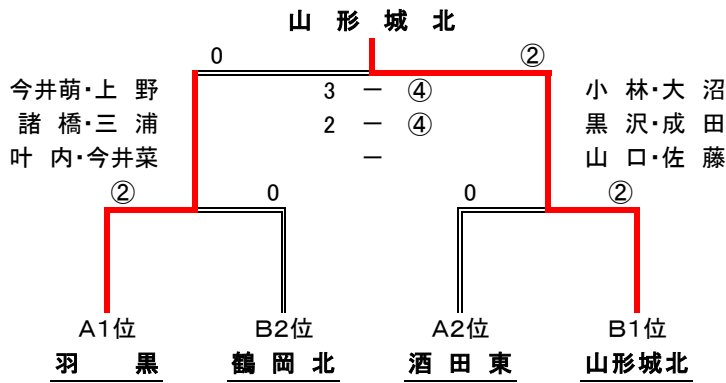 山 形 城 北
0 ②
今井萌・上 野 3 － ④ 小 林・大 沼
諸 橋・三 浦 2 － ④ 黒 沢・成 田
叶 内・今井菜 － 山 口・佐 藤
② 0 0 ②
A1位 B2位 A2位 B1位
羽 黒 鶴 岡 北 酒 田 東 山形城北